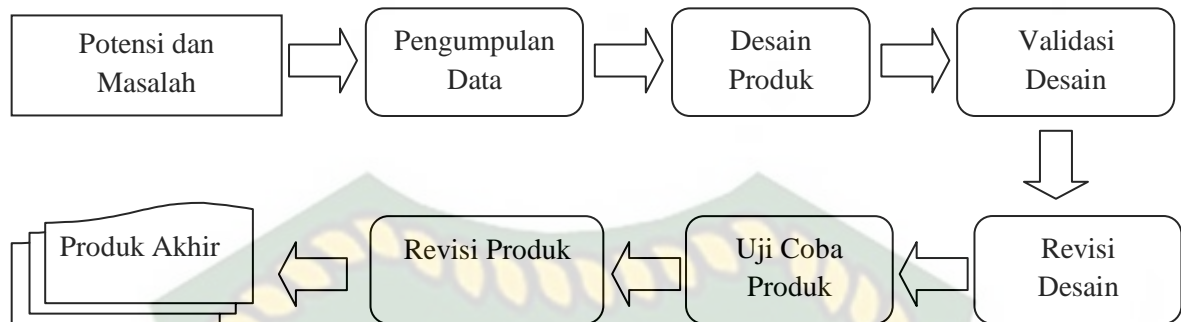 Potensi dan
Masalah
Pengumpulan
Data
Desain
Produk
Validasi
Desain
Revisi
Desain
Uji Coba
Produk
Revisi Produk
Produk Akhir